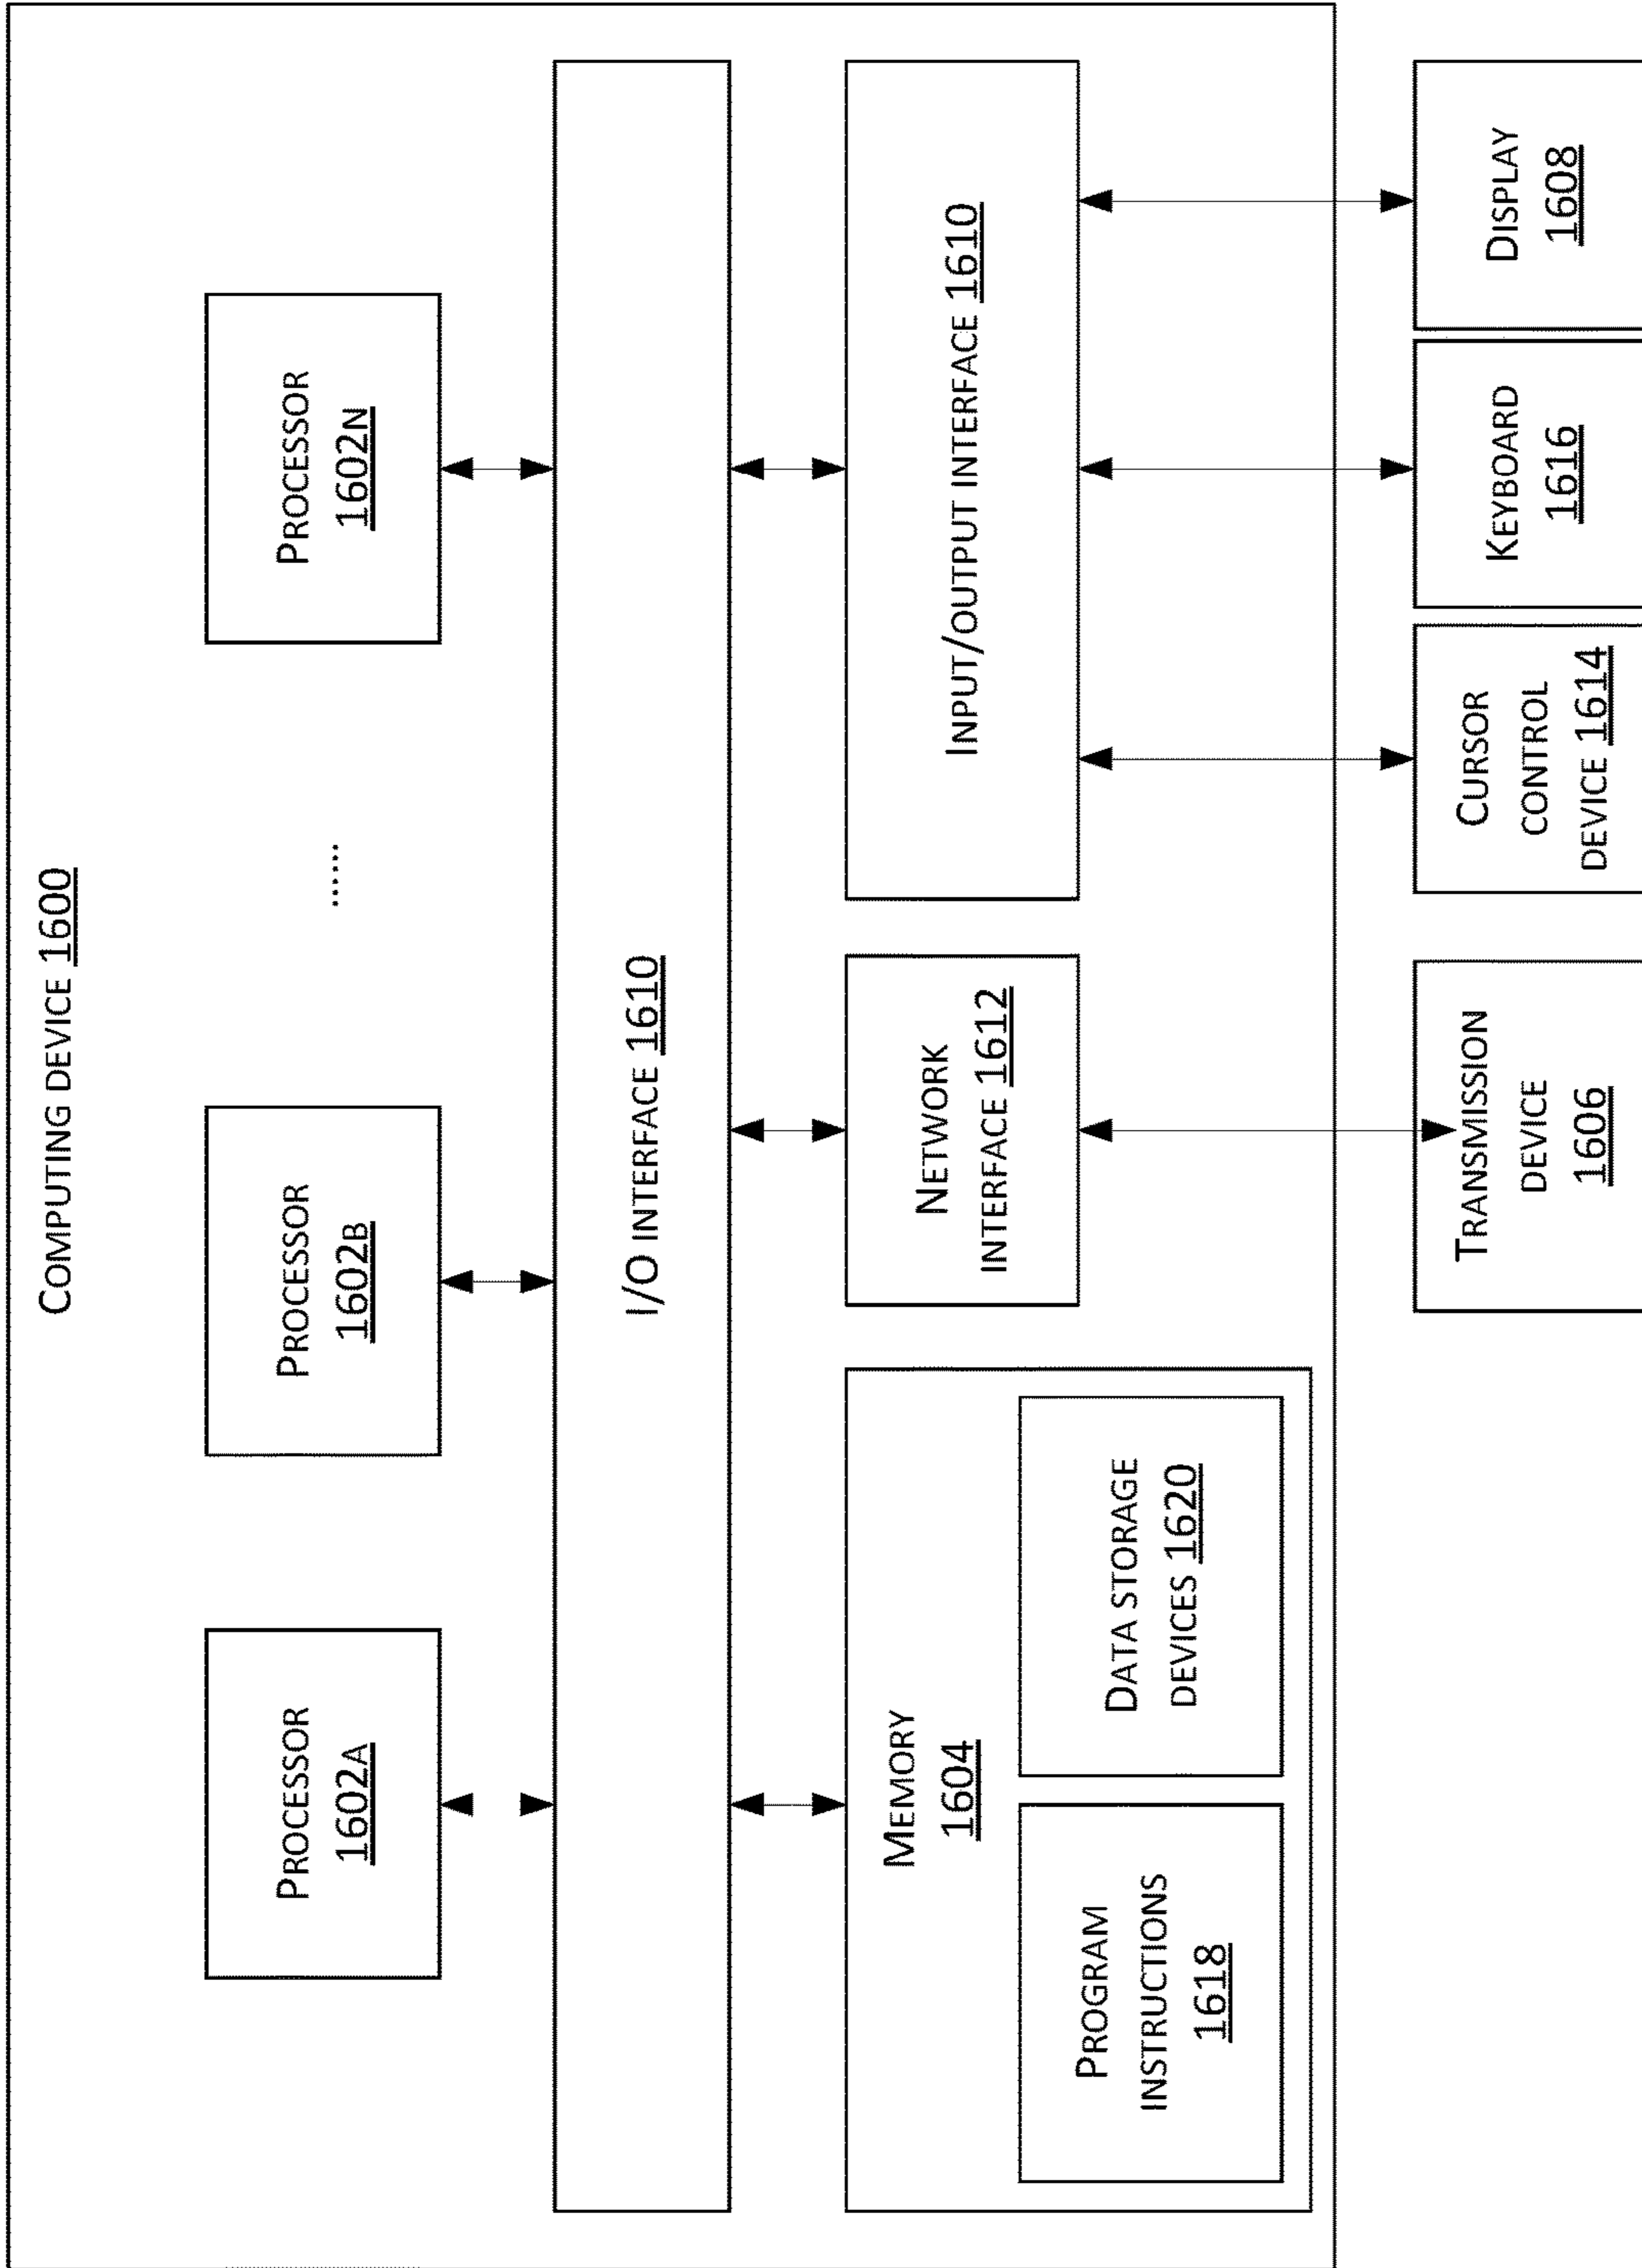 COMPUTING DEVICE 1600
PROCESSOR
1602A
PROCESSOR
1602B
......
PROCESSOR
1602N
I/O INTERFACE 1610
MEMORY
1604
PROGRAM
INSTRUCTIONS
1618
DATA STORAGE
DEVICES 1620
NETWORK
INTERFACE 1612
INPUT/OUTPUT INTERFACE 1610
TRANSMISSION
DEVICE
1606
CURSOR
CONTROL
DEVICE 1614
KEYBOARD
1616
DISPLAY
1608